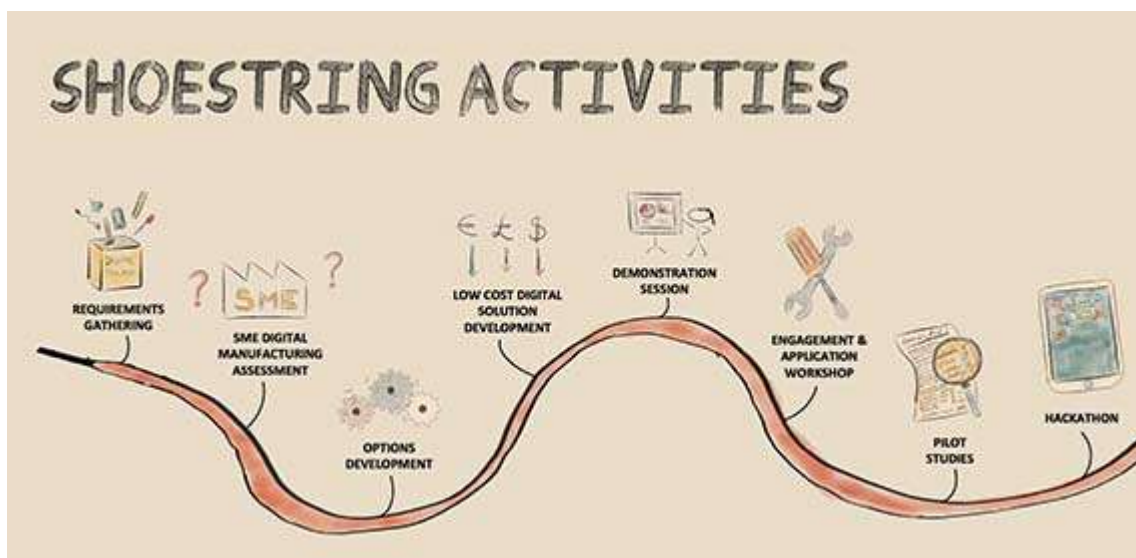 SHOESTRING ACTIVITIES
REQUIREMENTS
GATHERING
?
SME
?
SME DIGITAL
MANUFACTURING
ASSESSMENT
OPTIONS
DEVELOPMENT
€ £ $
LOW COST DIGITAL
SOLUTION
DEVELOPMENT
DEMONSTRATION
SESSION
ENGAGEMENT &
APPLICATION
WORKSHOP
PILOT
STUDIES
HACKATHON